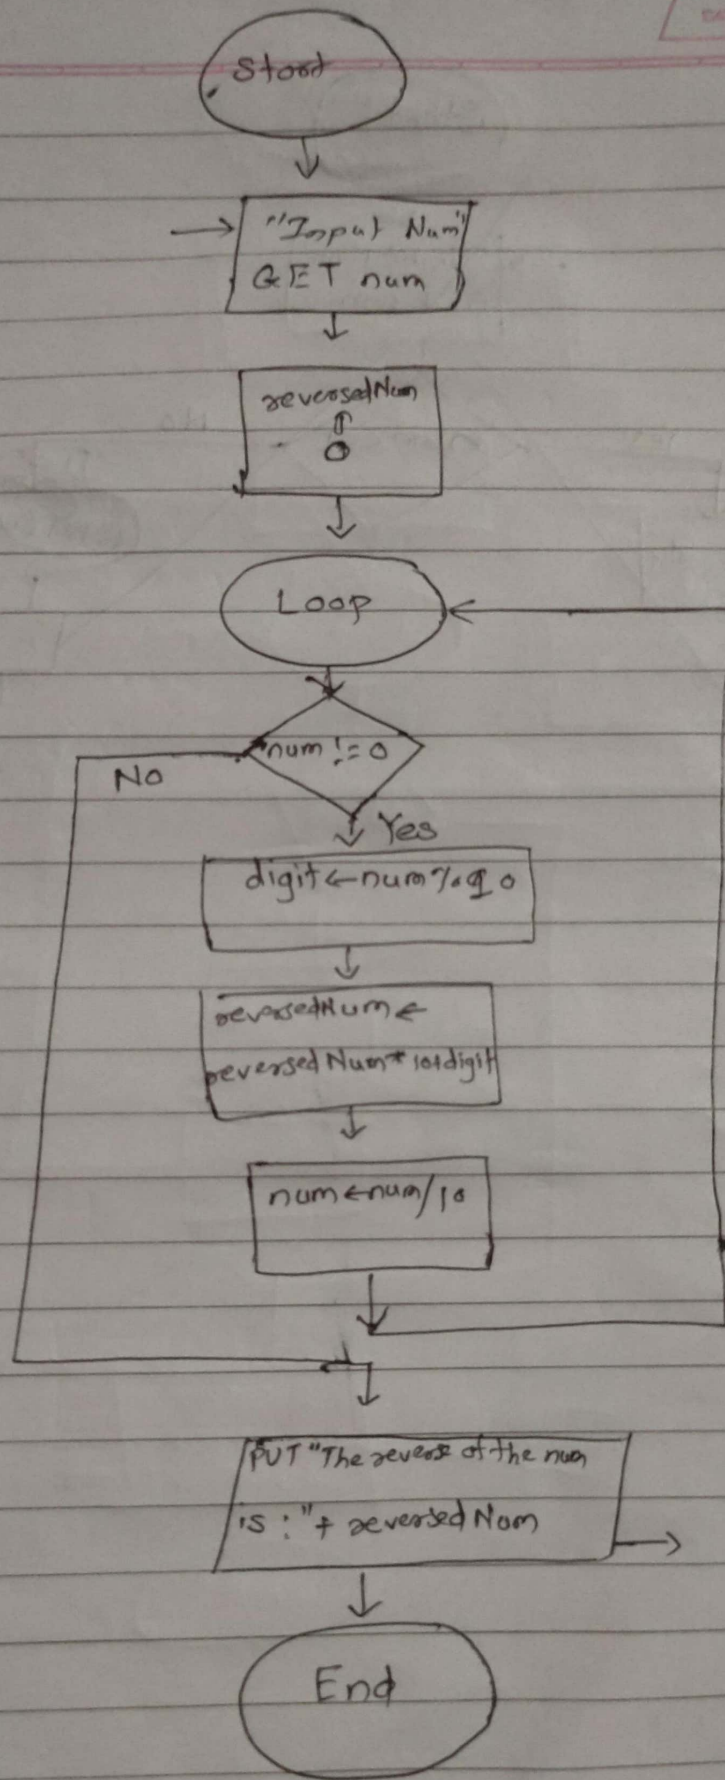 Start
"Input Num"
GET num
reversedNum
↑
0
Loop
num != 0
No
Yes
digit ← num % 10
reversedNum ←
reversedNum * 10+digit
num ← num/10
PUT "The reverse of the num
is : " + reversedNum
End